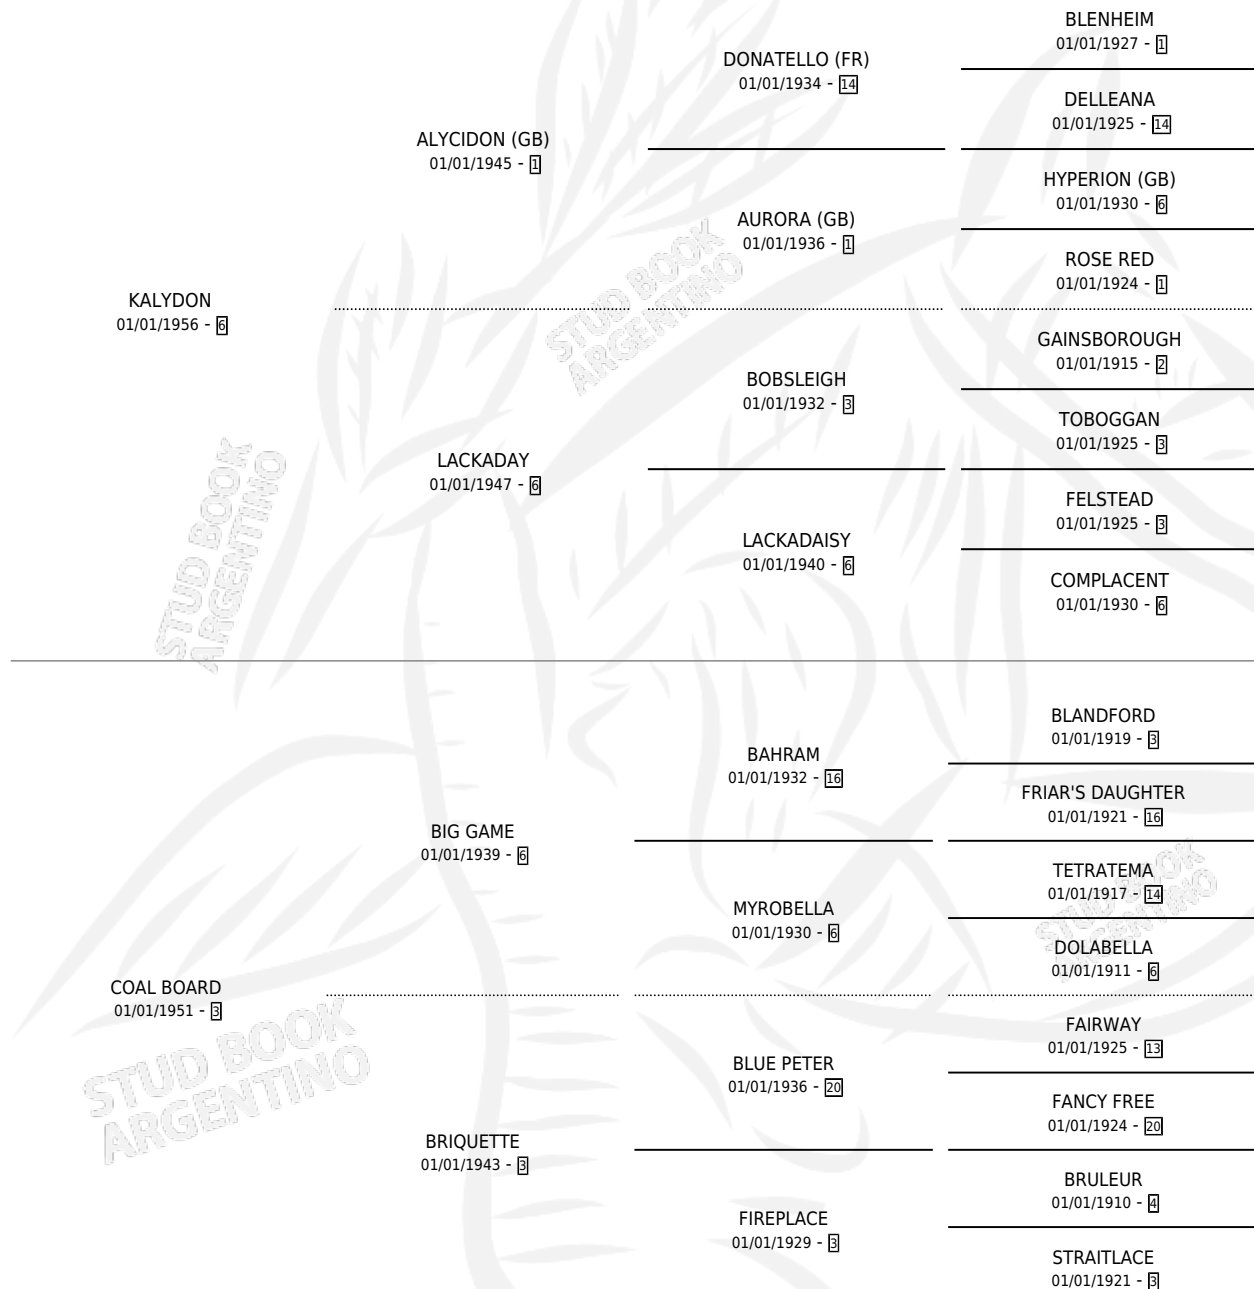 KALYDON
01/01/1956 - 6
ALYCIDON (GB)
01/01/1945 - 1
LACKADAY
01/01/1947 - 6
DONATELLO (FR)
01/01/1934 - 14
AURORA (GB)
01/01/1936 - 1
BOBSLEIGH
01/01/1932 - 3
LACKADAISY
01/01/1940 - 6
BLENHEIM
01/01/1927 - 1
DELLEANA
01/01/1925 - 14
HYPERION (GB)
01/01/1930 - 6
ROSE RED
01/01/1924 - 1
GAINSBOROUGH
01/01/1915 - 2
TOBOGGAN
01/01/1925 - 3
FELSTEAD
01/01/1925 - 3
COMPLACENT
01/01/1930 - 6
COAL BOARD
01/01/1951 - 3
BIG GAME
01/01/1939 - 6
BRIQUETTE
01/01/1943 - 3
BAHRAM
01/01/1932 - 16
MYROBELLA
01/01/1930 - 6
BLUE PETER
01/01/1936 - 20
FIREPLACE
01/01/1929 - 3
BLANDFORD
01/01/1919 - 3
FRIAR'S DAUGHTER
01/01/1921 - 16
TETRATEMA
01/01/1917 - 14
DOLABELLA
01/01/1911 - 6
FAIRWAY
01/01/1925 - 13
FANCY FREE
01/01/1924 - 20
BRULEUR
01/01/1910 - 4
STRAITLACE
01/01/1921 - 3
STUD BOOK
ARGENTINO
STUD BOOK
ARGENTINO
STUD BOOK
ARGENTINO
STUD BOOK
ARGENTINO